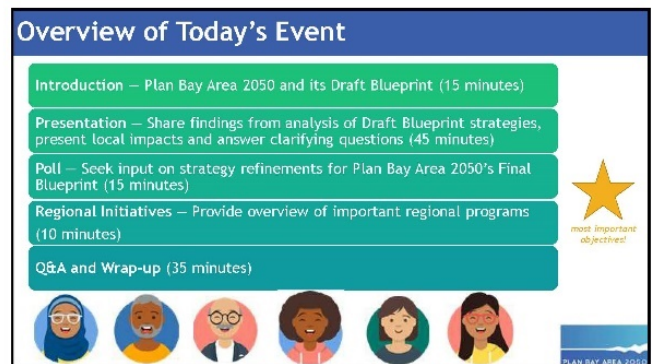 Overview of Today's Event
Introduction — Plan Bay Area 2050 and its Draft Blueprint (15 minutes)
Presentation — Share findings from analysis of Draft Blueprint strategies,
present local impacts and answer clarifying questions (45 minutes)
Poll — Seek input on strategy refinements for Plan Bay Area 2050's Final
Blueprint (15 minutes)
Regional Initiatives — Provide overview of important regional programs
(10 minutes)
most important
objectives!
Q&A and Wrap-up (35 minutes)
PLAN BAY AREA 2050